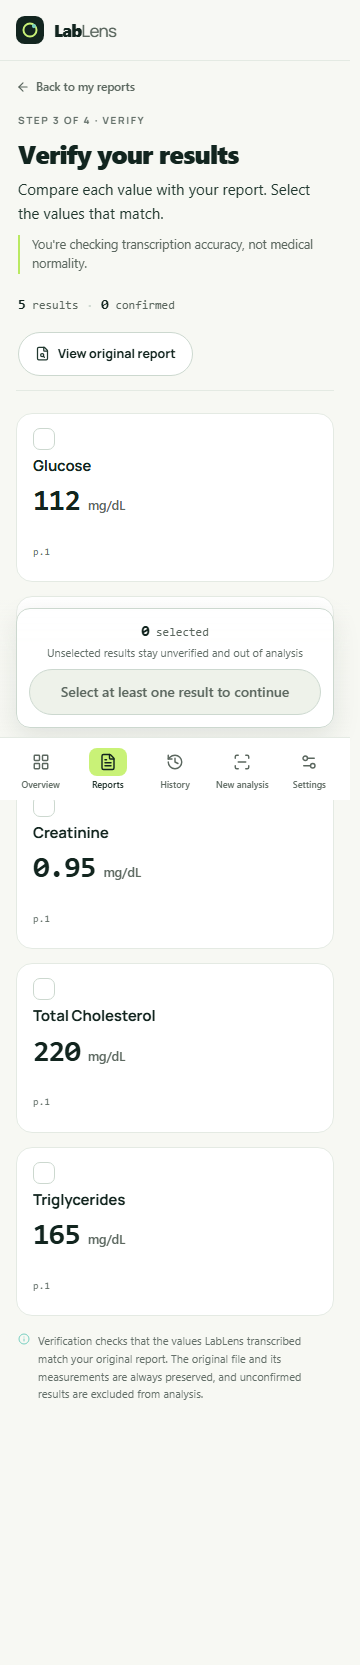 LabLens
Back to my reports
STEP 3 OF 4 · VERIFY
Verify your results
Compare each value with your report. Select
the values that match.
You're checking transcription accuracy, not medical
normality.
5 results · 0 confirmed
View original report
Glucose
112 mg/dL
p.1
0 selected
Unselected results stay unverified and out of analysis
Select at least one result to continue
Overview Reports History New analysis Settings
Creatinine
0.95 mg/dL
p.1
Total Cholesterol
220 mg/dL
p.1
Triglycerides
165 mg/dL
p.1
Verification checks that the values LabLens transcribed
match your original report. The original file and its
measurements are always preserved, and unconfirmed
results are excluded from analysis.